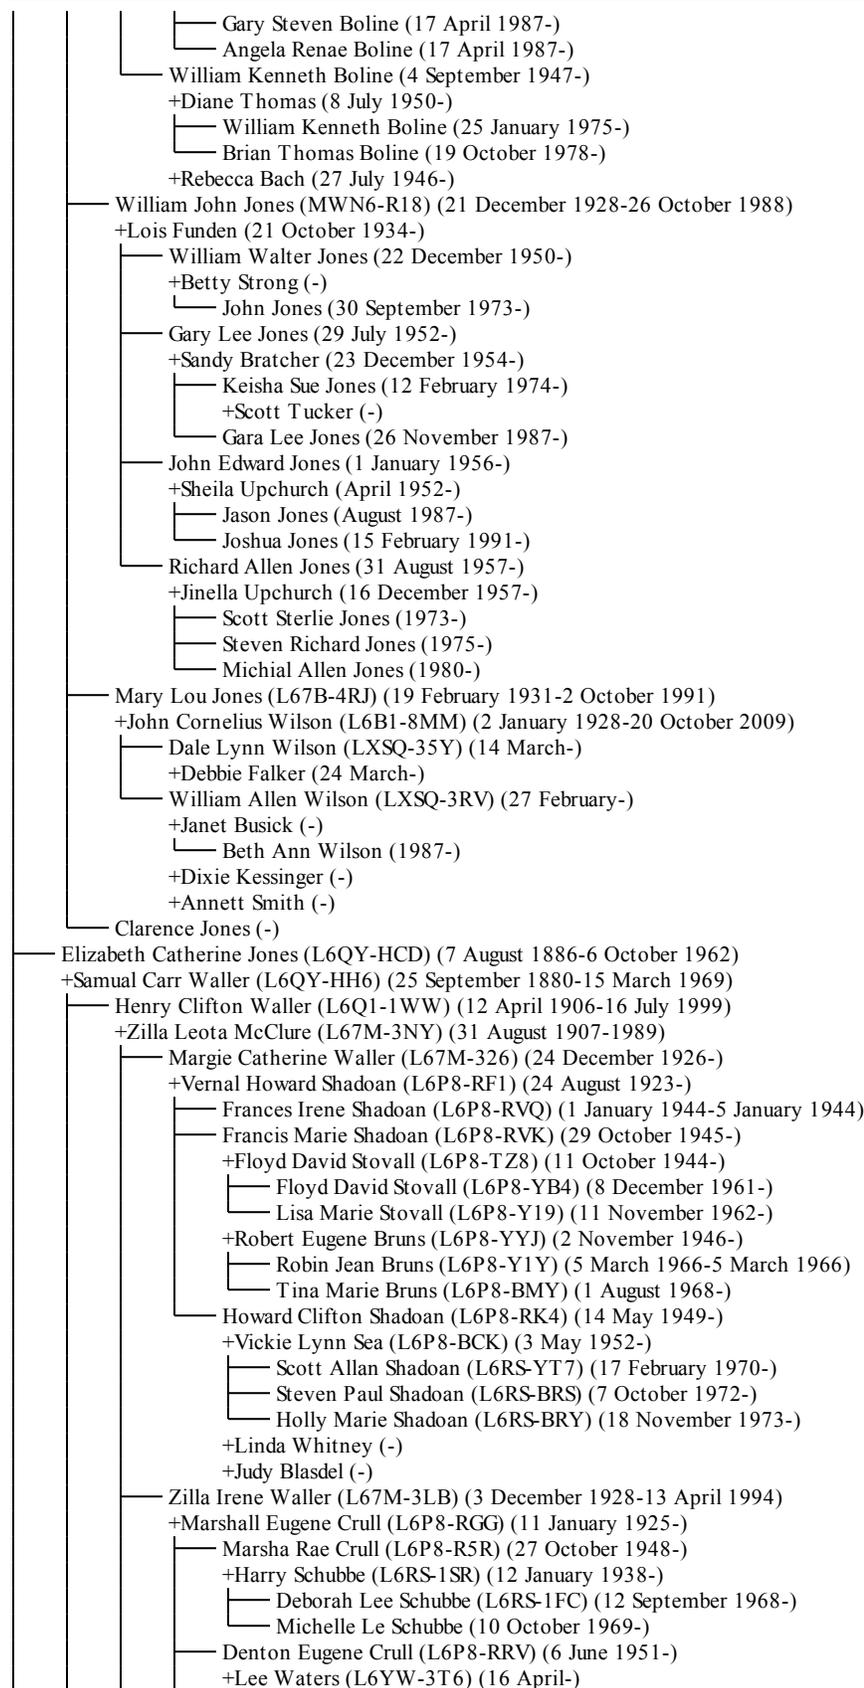 Gary Steven Boline (17 April 1987-)
Angela Renae Boline (17 April 1987-)
William Kenneth Boline (4 September 1947-)
+Diane Thomas (8 July 1950-)
William Kenneth Boline (25 January 1975-)
Brian Thomas Boline (19 October 1978-)
+Rebecca Bach (27 July 1946-)
William John Jones (MWN6-R18) (21 December 1928-26 October 1988)
+Lois Funden (21 October 1934-)
William Walter Jones (22 December 1950-)
+Betty Strong (-)
John Jones (30 September 1973-)
Gary Lee Jones (29 July 1952-)
+Sandy Bratcher (23 December 1954-)
Keisha Sue Jones (12 February 1974-)
+Scott Tucker (-)
Gara Lee Jones (26 November 1987-)
John Edward Jones (1 January 1956-)
+Sheila Upchurch (April 1952-)
Jason Jones (August 1987-)
Joshua Jones (15 February 1991-)
Richard Allen Jones (31 August 1957-)
+Jinella Upchurch (16 December 1957-)
Scott Sterlie Jones (1973-)
Steven Richard Jones (1975-)
Michial Allen Jones (1980-)
Mary Lou Jones (L67B-4RJ) (19 February 1931-2 October 1991)
+John Cornelius Wilson (L6B1-8MM) (2 January 1928-20 October 2009)
Dale Lynn Wilson (LXSQ-35Y) (14 March-)
+Debbie Falker (24 March-)
William Allen Wilson (LXSQ-3RV) (27 February-)
+Janet Busick (-)
Beth Ann Wilson (1987-)
+Dixie Kessinger (-)
+Annett Smith (-)
Clarence Jones (-)
Elizabeth Catherine Jones (L6QY-HCD) (7 August 1886-6 October 1962)
+Samual Carr Waller (L6QY-HH6) (25 September 1880-15 March 1969)
Henry Clifton Waller (L6Q1-1WW) (12 April 1906-16 July 1999)
+Zilla Leota McClure (L67M-3NY) (31 August 1907-1989)
Margie Catherine Waller (L67M-326) (24 December 1926-)
+Vernal Howard Shadoan (L6P8-RF1) (24 August 1923-)
Frances Irene Shadoan (L6P8-RVQ) (1 January 1944-5 January 1944)
Francis Marie Shadoan (L6P8-RVK) (29 October 1945-)
+Floyd David Stovall (L6P8-TZ8) (11 October 1944-)
Floyd David Stovall (L6P8-YB4) (8 December 1961-)
Lisa Marie Stovall (L6P8-Y19) (11 November 1962-)
+Robert Eugene Bruns (L6P8-YYJ) (2 November 1946-)
Robin Jean Bruns (L6P8-Y1Y) (5 March 1966-5 March 1966)
Tina Marie Bruns (L6P8-BMY) (1 August 1968-)
Howard Clifton Shadoan (L6P8-RK4) (14 May 1949-)
+Vickie Lynn Sea (L6P8-BCK) (3 May 1952-)
Scott Allan Shadoan (L6RS-YT7) (17 February 1970-)
Steven Paul Shadoan (L6RS-BRS) (7 October 1972-)
Holly Marie Shadoan (L6RS-BRY) (18 November 1973-)
+Linda Whitney (-)
+Judy Blasdel (-)
Zilla Irene Waller (L67M-3LB) (3 December 1928-13 April 1994)
+Marshall Eugene Crull (L6P8-RGG) (11 January 1925-)
Marsha Rae Crull (L6P8-R5R) (27 October 1948-)
+Harry Schubbe (L6RS-1SR) (12 January 1938-)
Deborah Lee Schubbe (L6RS-1FC) (12 September 1968-)
Michelle Le Schubbe (10 October 1969-)
Denton Eugene Crull (L6P8-RRV) (6 June 1951-)
+Lee Waters (L6YW-3T6) (16 April-)